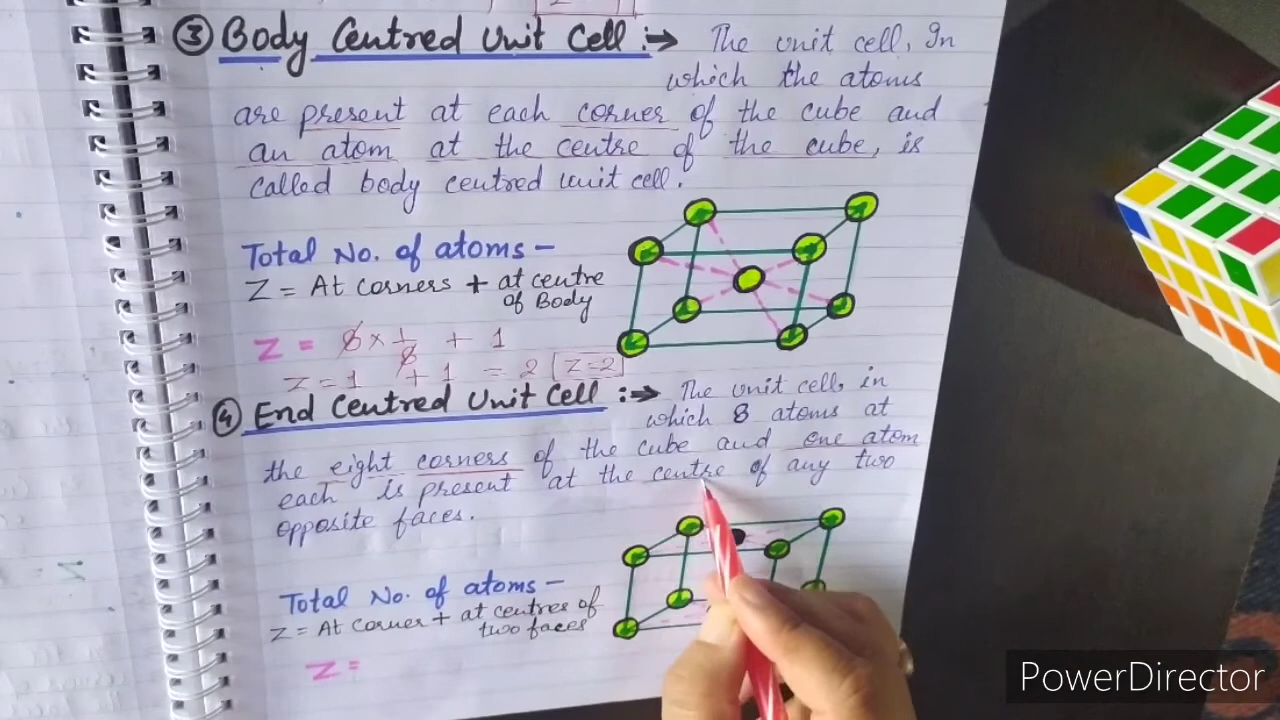 ③ Body Centred Unit Cell :→ The unit cell, In
which the atoms
are present at each corner of the cube and
an atom at the centre of the cube, is
called body centred unit cell.
Total No. of atoms –
Z = At corners + at centre
of Body
Z = 8 × 1/8 + 1
Z = 1 + 1 = 2 Z=2
④ End Centred Unit Cell :→ The unit cell, in
which 8 atoms at
the eight corners of the cube and one atom
each is present at the centre of any two
opposite faces.
Total No. of atoms –
Z = At corner + at centres of
two faces
Z =
PowerDirector